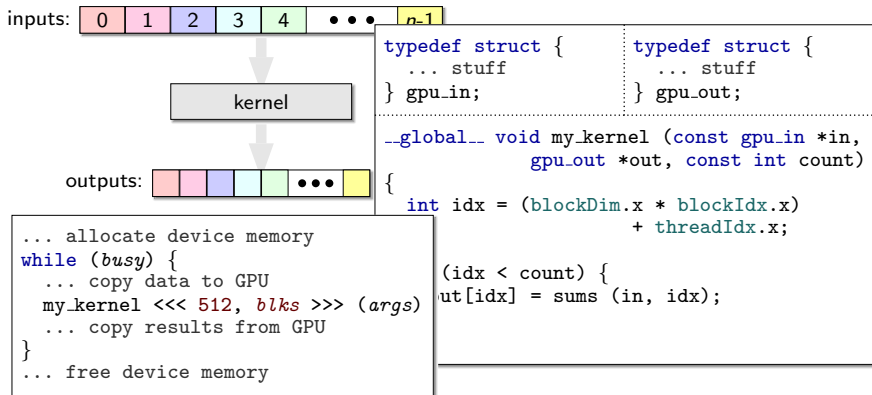 inputs: 0 1 2 3 4 ••• n-1
kernel
outputs: •••
typedef struct {
... stuff
} gpu_in;
typedef struct {
... stuff
} gpu_out;
__global__ void my_kernel (const gpu_in *in,
gpu_out *out, const int count)
{
int idx = (blockDim.x * blockIdx.x)
+ threadIdx.x;
(idx < count) {
ut[idx] = sums (in, idx);
... allocate device memory
while (busy) {
... copy data to GPU
my_kernel <<< 512, blks >>> (args)
... copy results from GPU
}
... free device memory